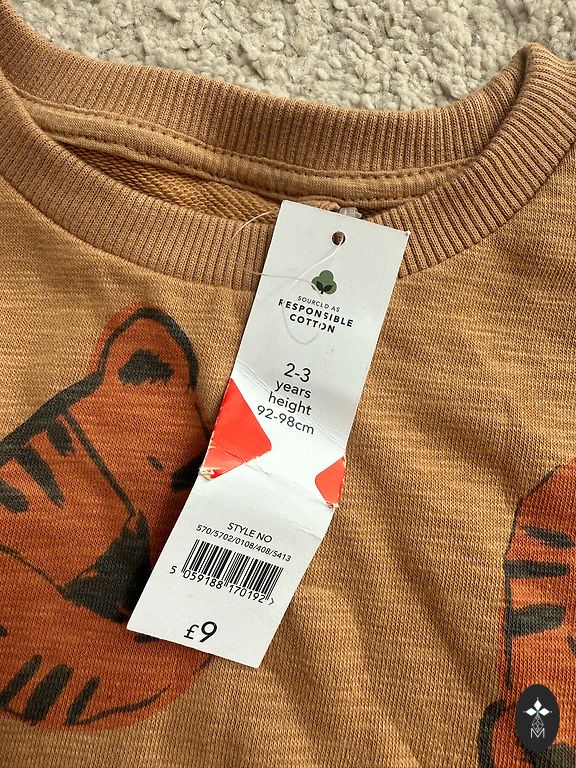 SOURCED AS
RESPONSIBLE
COTTON
2-3
years
height
92-98cm
STYLE NO
570/5702/0108/408/5413
5 059188 170192 >
£9
M